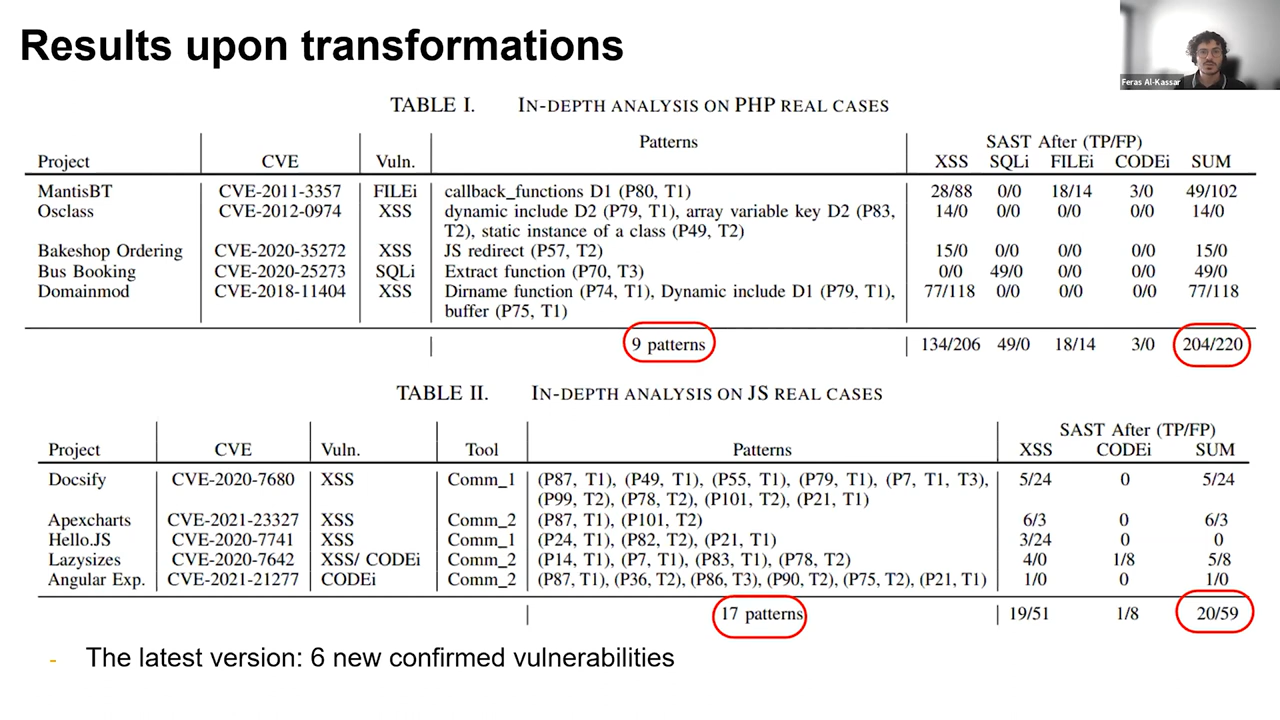 Results upon transformations
Feras Al-Kassar
TABLE I. IN-DEPTH ANALYSIS ON PHP REAL CASES
Patterns SAST After (TP/FP)
Project CVE Vuln. XSS SQLi FILEi CODEi SUM
MantisBT CVE-2011-3357 FILEi callback_functions D1 (P80, T1) 28/88 0/0 18/14 3/0 49/102
Osclass CVE-2012-0974 XSS dynamic include D2 (P79, T1), array variable key D2 (P83, 14/0 0/0 0/0 0/0 14/0
T2), static instance of a class (P49, T2)
Bakeshop Ordering CVE-2020-35272 XSS JS redirect (P57, T2) 15/0 0/0 0/0 0/0 15/0
Bus Booking CVE-2020-25273 SQLi Extract function (P70, T3) 0/0 49/0 0/0 0/0 49/0
Domainmod CVE-2018-11404 XSS Dirname function (P74, T1), Dynamic include D1 (P79, T1), 77/118 0/0 0/0 0/0 77/118
buffer (P75, T1)
9 patterns 134/206 49/0 18/14 3/0 204/220
TABLE II. IN-DEPTH ANALYSIS ON JS REAL CASES
SAST After (TP/FP)
Project CVE Vuln. Tool Patterns XSS CODEi SUM
Docsify CVE-2020-7680 XSS Comm_1 (P87, T1), (P49, T1), (P55, T1), (P79, T1), (P7, T1, T3), 5/24 0 5/24
(P99, T2), (P78, T2), (P101, T2), (P21, T1)
Apexcharts CVE-2021-23327 XSS Comm_2 (P87, T1), (P101, T2) 6/3 0 6/3
Hello.JS CVE-2020-7741 XSS Comm_1 (P24, T1), (P82, T2), (P21, T1) 3/24 0 0
Lazysizes CVE-2020-7642 XSS/ CODEi Comm_2 (P14, T1), (P7, T1), (P83, T1), (P78, T2) 4/0 1/8 5/8
Angular Exp. CVE-2021-21277 CODEi Comm_2 (P87, T1), (P36, T2), (P86, T3), (P90, T2), (P75, T2), (P21, T1) 1/0 0 1/0
17 patterns 19/51 1/8 20/59
- The latest version: 6 new confirmed vulnerabilities